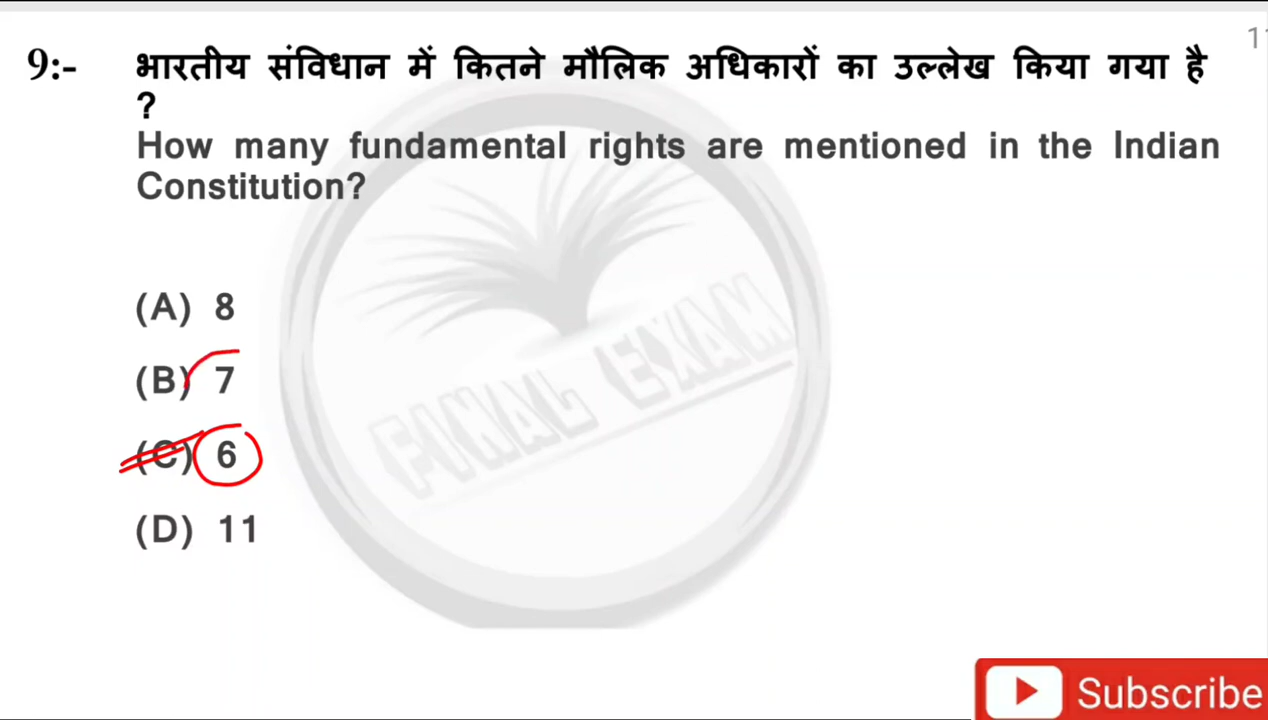 11
9:- भारतीय संविधान में कितने मौलिक अधिकारों का उल्लेख किया गया है
?
How many fundamental rights are mentioned in the Indian
Constitution?
(A) 8
(B) 7
(C) 6
(D) 11
FINAL EXAM
Subscribe